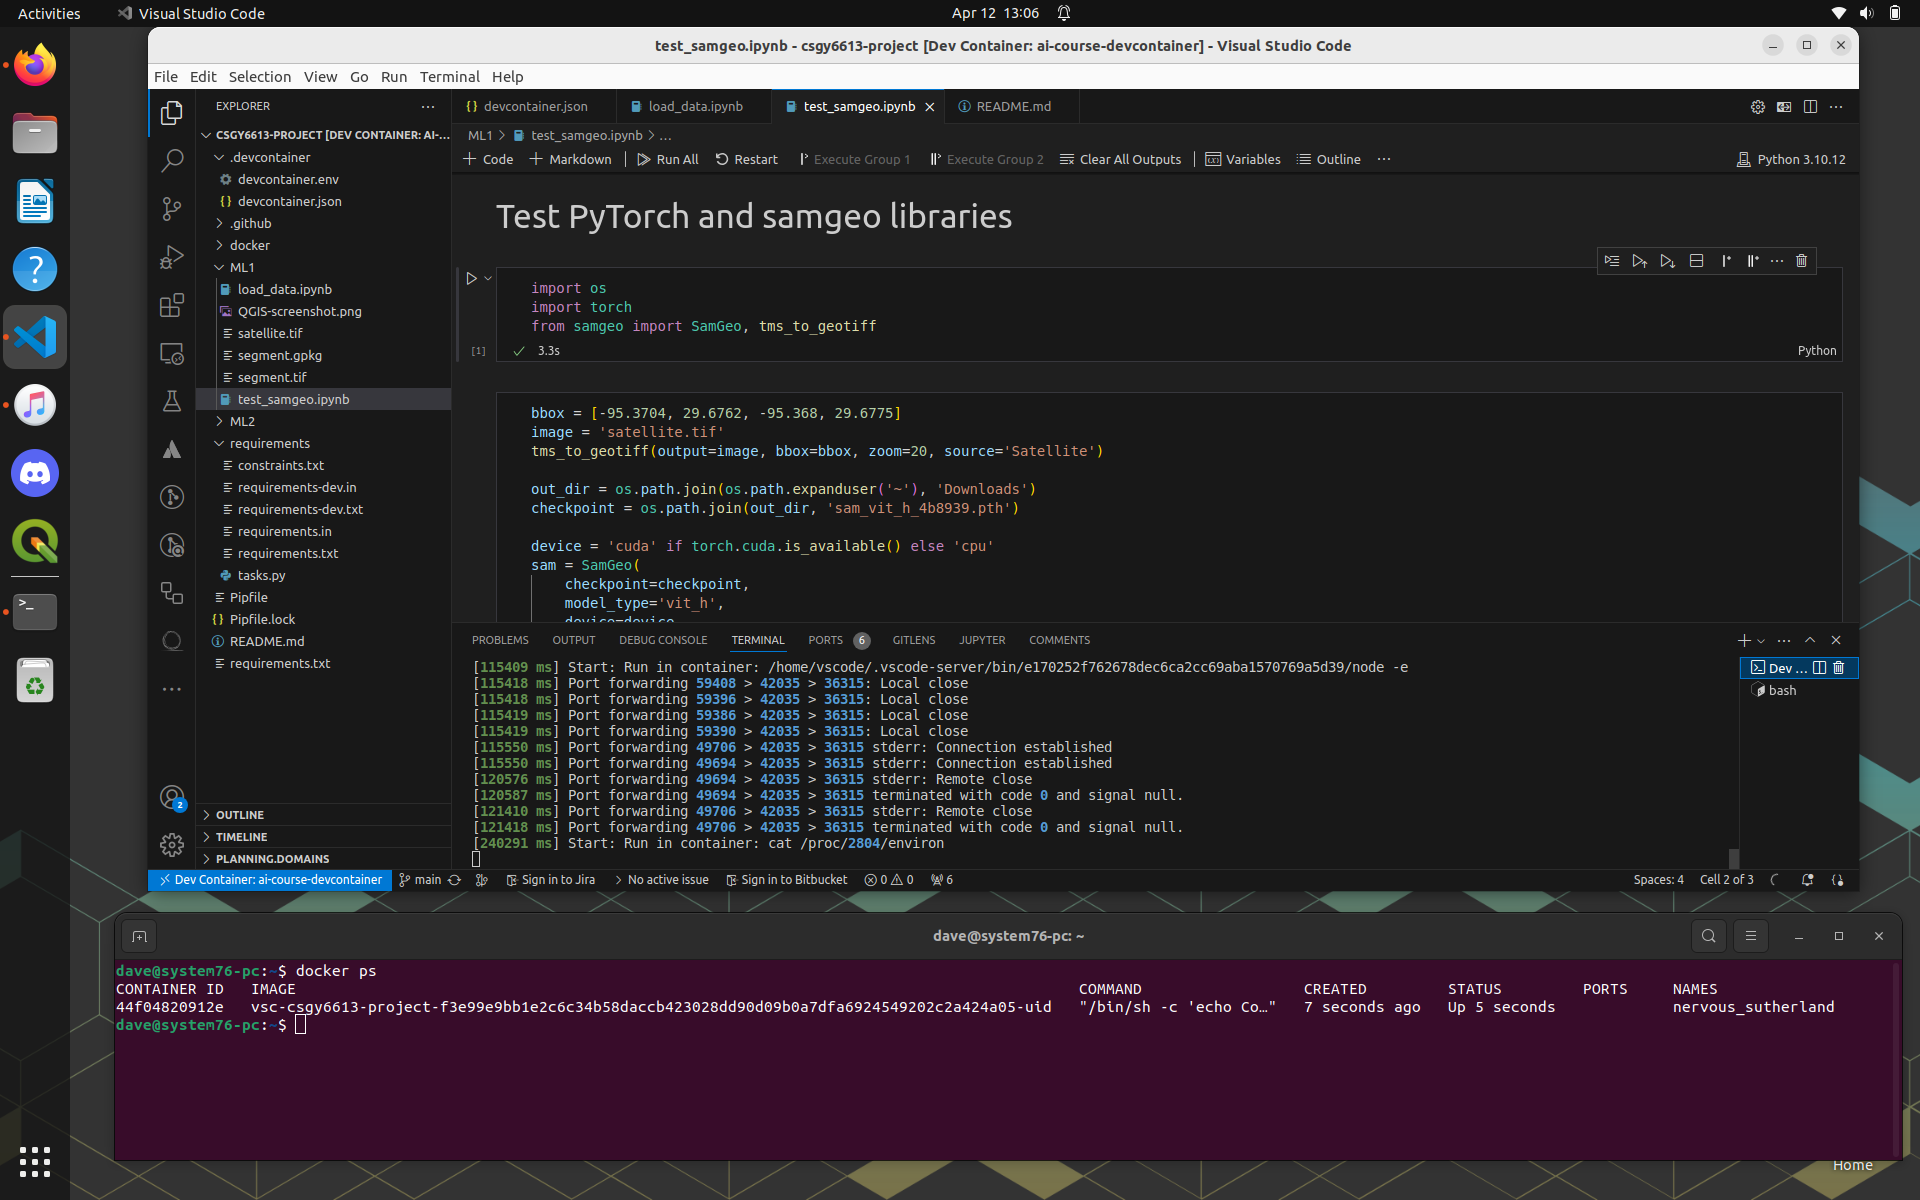 Activities
Visual Studio Code
Apr 12 13:06
test_samgeo.ipynb - csgy6613-project [Dev Container: ai-course-devcontainer] - Visual Studio Code
File Edit Selection View Go Run Terminal Help
EXPLORER
CSGY6613-PROJECT [DEV CONTAINER: AI-...
.devcontainer
devcontainer.env
devcontainer.json
.github
docker
ML1
load_data.ipynb
QGIS-screenshot.png
satellite.tif
segment.gpkg
segment.tif
test_samgeo.ipynb
ML2
requirements
constraints.txt
requirements-dev.in
requirements-dev.txt
requirements.in
requirements.txt
tasks.py
Pipfile
Pipfile.lock
README.md
requirements.txt
OUTLINE
TIMELINE
PLANNING.DOMAINS
2
devcontainer.json load_data.ipynb test_samgeo.ipynb README.md
ML1 > test_samgeo.ipynb > ...
+ Code + Markdown Run All Restart Execute Group 1 Execute Group 2 Clear All Outputs Variables Outline ... Python 3.10.12
Test PyTorch and samgeo libraries
import os
import torch
from samgeo import SamGeo, tms_to_geotiff
[1] 3.3s Python
bbox = [-95.3704, 29.6762, -95.368, 29.6775]
image = 'satellite.tif'
tms_to_geotiff(output=image, bbox=bbox, zoom=20, source='Satellite')
out_dir = os.path.join(os.path.expanduser('~'), 'Downloads')
checkpoint = os.path.join(out_dir, 'sam_vit_h_4b8939.pth')
device = 'cuda' if torch.cuda.is_available() else 'cpu'
sam = SamGeo(
checkpoint=checkpoint,
model_type='vit_h',
device=device
PROBLEMS OUTPUT DEBUG CONSOLE TERMINAL PORTS 6 GITLENS JUPYTER COMMENTS
[115409 ms] Start: Run in container: /home/vscode/.vscode-server/bin/e170252f762678dec6ca2cc69aba1570769a5d39/node -e
[115418 ms] Port forwarding 59408 > 42035 > 36315: Local close
[115418 ms] Port forwarding 59396 > 42035 > 36315: Local close
[115419 ms] Port forwarding 59386 > 42035 > 36315: Local close
[115419 ms] Port forwarding 59390 > 42035 > 36315: Local close
[115550 ms] Port forwarding 49706 > 42035 > 36315 stderr: Connection established
[115550 ms] Port forwarding 49694 > 42035 > 36315 stderr: Connection established
[120576 ms] Port forwarding 49694 > 42035 > 36315 stderr: Remote close
[120587 ms] Port forwarding 49694 > 42035 > 36315 terminated with code 0 and signal null.
[121410 ms] Port forwarding 49706 > 42035 > 36315 stderr: Remote close
[121418 ms] Port forwarding 49706 > 42035 > 36315 terminated with code 0 and signal null.
[240291 ms] Start: Run in container: cat /proc/2804/environ
Dev ...
bash
Dev Container: ai-course-devcontainer main Sign in to Jira No active issue Sign in to Bitbucket 0 0 6 Spaces: 4 Cell 2 of 3
dave@system76-pc: ~
dave@system76-pc:~$ docker ps
CONTAINER ID IMAGE COMMAND CREATED STATUS PORTS NAMES
44f04820912e vsc-csgy6613-project-f3e99e9bb1e2c6c34b58daccb423028dd90d09b0a7dfa6924549202c2a424a05-uid "/bin/sh -c 'echo Co…" 7 seconds ago Up 5 seconds nervous_sutherland
dave@system76-pc:~$
Home